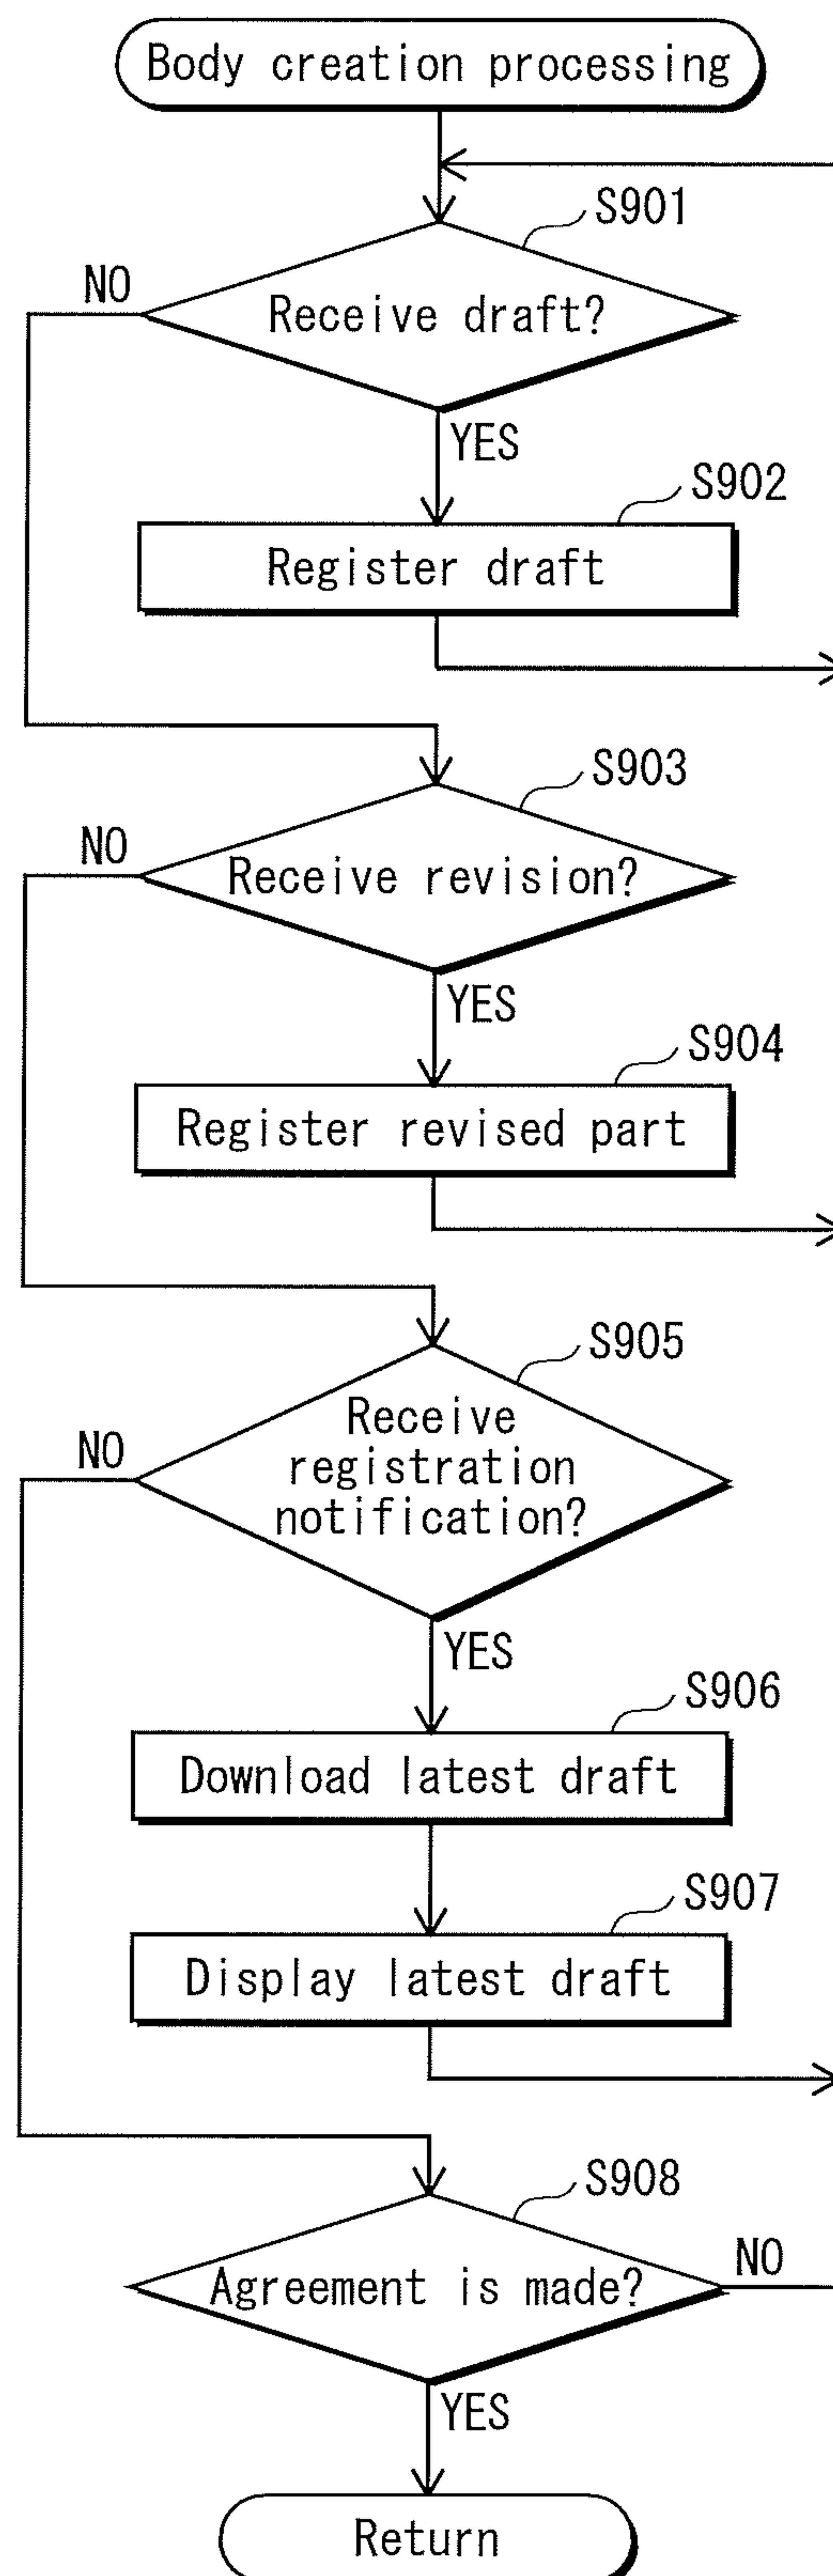 Body creation processing
S901
NO
Receive draft?
YES
S902
Register draft
S903
NO
Receive revision?
YES
S904
Register revised part
S905
NO
Receive
registration
notification?
YES
S906
Download latest draft
S907
Display latest draft
S908
NO
Agreement is made?
YES
Return